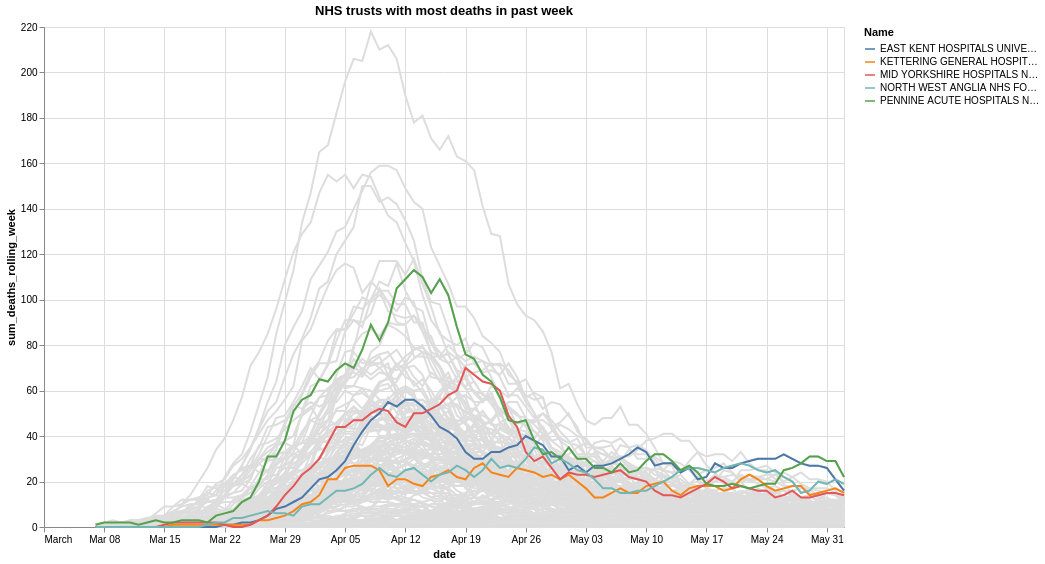 NHS trusts with most deaths in past week
220
200
180
160
140
120
100
80
60
40
20
0
sum_deaths_rolling_week
March
Mar 08
Mar 15
Mar 22
Mar 29
Apr 05
Apr 12
Apr 19
Apr 26
May 03
May 10
May 17
May 24
May 31
date
Name
EAST KENT HOSPITALS UNIVE…
KETTERING GENERAL HOSPIT…
MID YORKSHIRE HOSPITALS N…
NORTH WEST ANGLIA NHS FO…
PENNINE ACUTE HOSPITALS N…